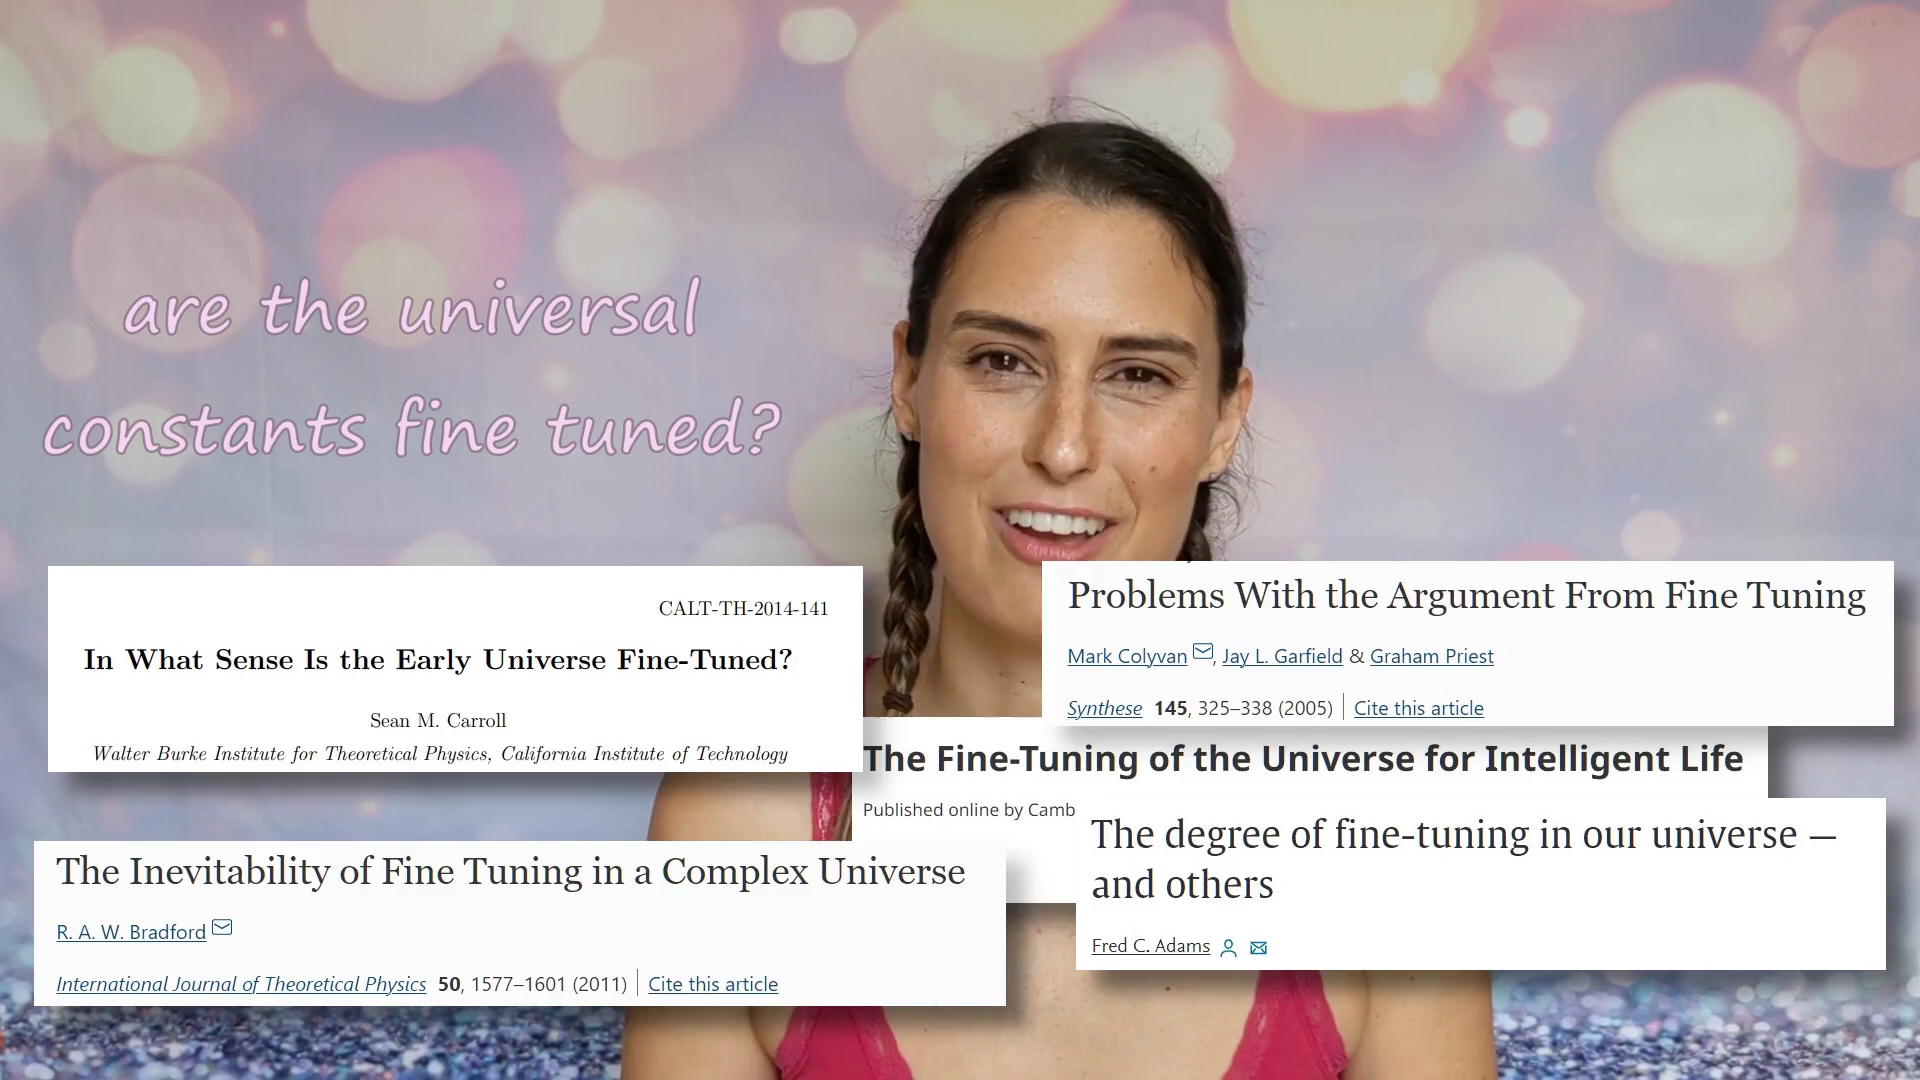 are the universal
constants fine tuned?
CALT-TH-2014-141
In What Sense Is the Early Universe Fine-Tuned?
Sean M. Carroll
Walter Burke Institute for Theoretical Physics, California Institute of Technology
Problems With the Argument From Fine Tuning
Mark Colyvan, Jay L. Garfield & Graham Priest
Synthese 145, 325–338 (2005) | Cite this article
The Fine-Tuning of the Universe for Intelligent Life
Published online by Camb
The Inevitability of Fine Tuning in a Complex Universe
R. A. W. Bradford
International Journal of Theoretical Physics 50, 1577–1601 (2011) | Cite this article
The degree of fine-tuning in our universe —
and others
Fred C. Adams